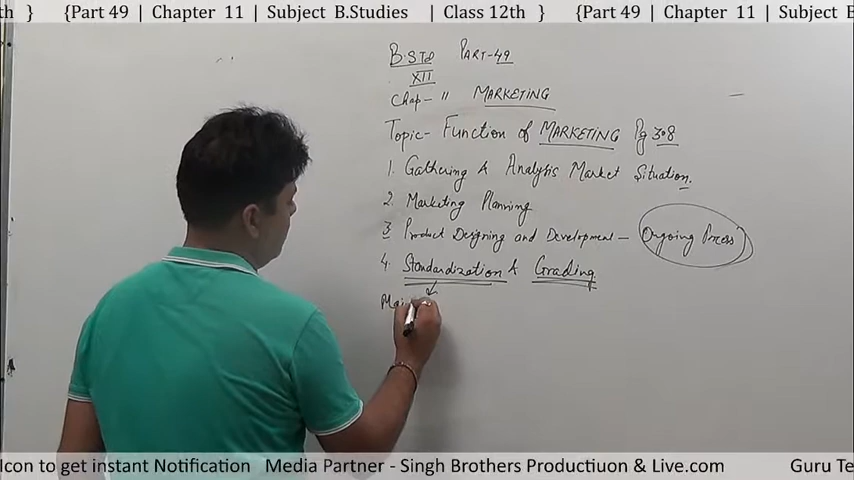 th }     {Part 49 | Chapter 11 | Subject B.Studies   | Class 12th }     {Part 49 | Chapter 11 | Subject B
B.Std PART-49
XII
Chap- 11 MARKETING
Topic- Function of MARKETING Pg 308
1. Gathering & Analysis Market Situation.
2. Marketing Planning
3 Product Designing and Development - Ongoing Process
4. Standardization & Grading
Mai
Icon to get instant Notification   Media Partner - Singh Brothers Productiuon & Live.com   Guru Te